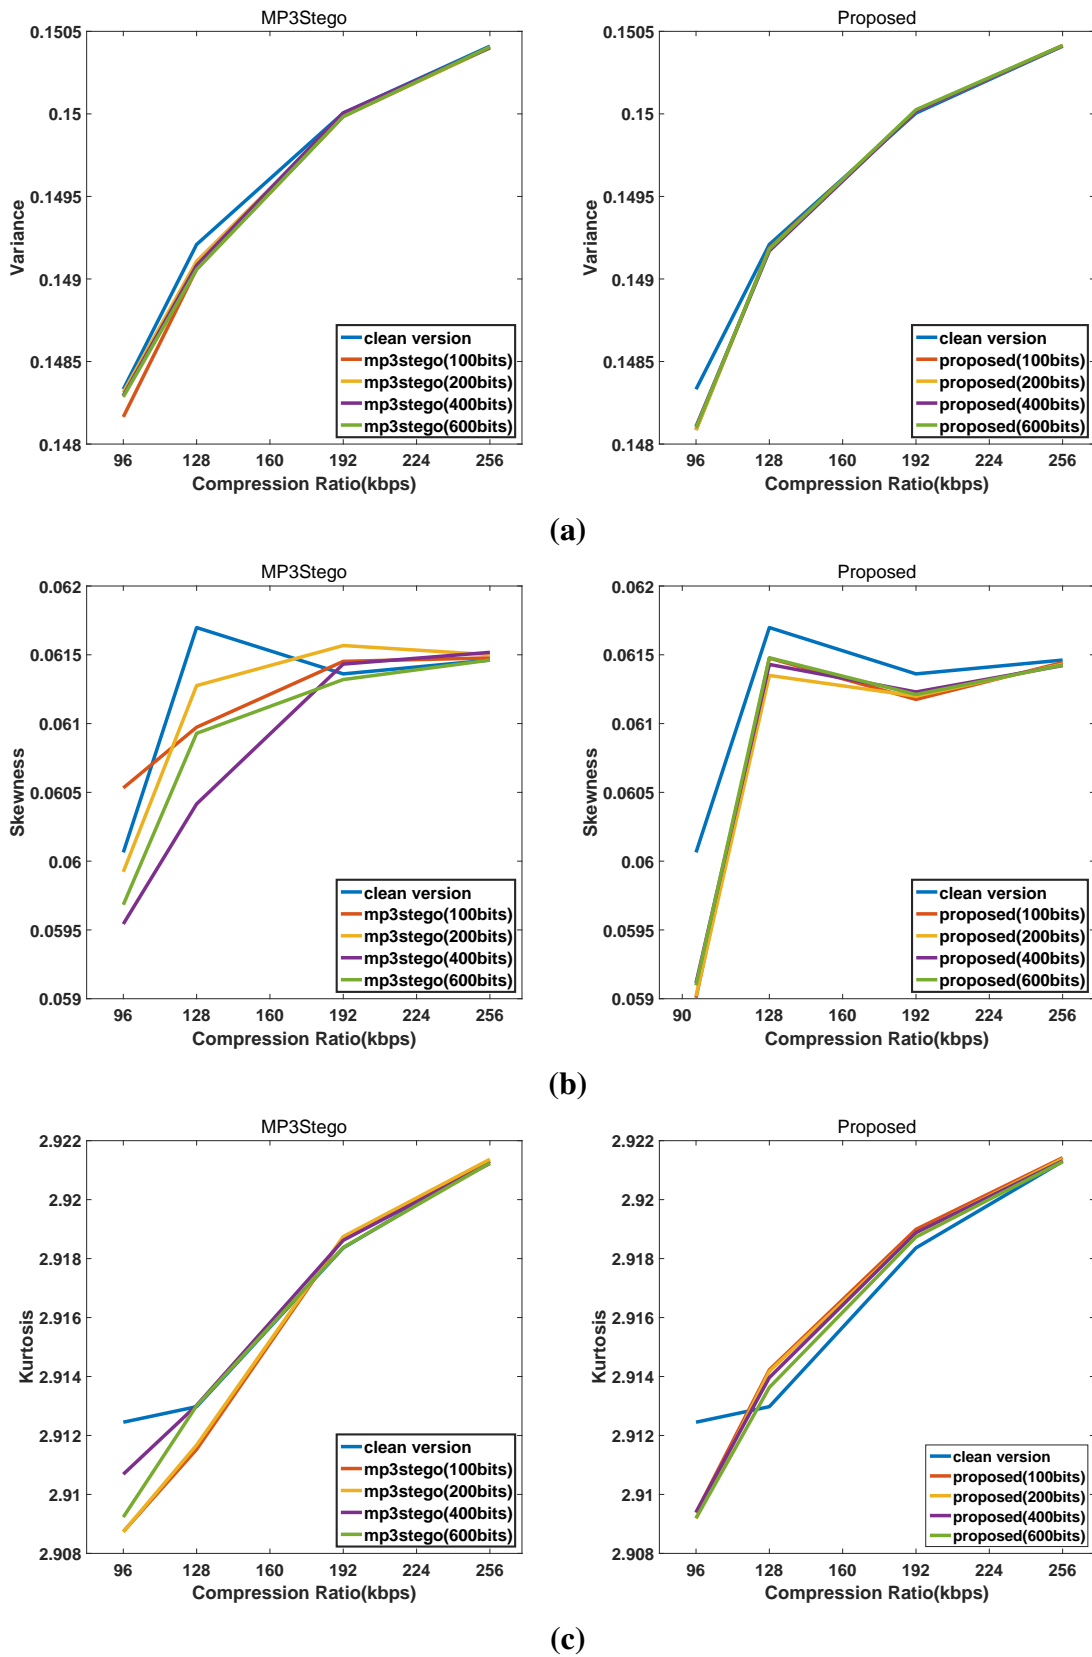 MP3Stego
0.1505
0.15
0.1495
0.149
0.1485
0.148
Variance
clean version
mp3stego(100bits)
mp3stego(200bits)
mp3stego(400bits)
mp3stego(600bits)
96 128 160 192 224 256
Compression Ratio(kbps)
Proposed
0.1505
0.15
0.1495
0.149
0.1485
0.148
Variance
clean version
proposed(100bits)
proposed(200bits)
proposed(400bits)
proposed(600bits)
96 128 160 192 224 256
Compression Ratio(kbps)
(a)
MP3Stego
0.062
0.0615
0.061
0.0605
0.06
0.0595
0.059
Skewness
clean version
mp3stego(100bits)
mp3stego(200bits)
mp3stego(400bits)
mp3stego(600bits)
96 128 160 192 224 256
Compression Ratio(kbps)
Proposed
0.062
0.0615
0.061
0.0605
0.06
0.0595
0.059
Skewness
clean version
proposed(100bits)
proposed(200bits)
proposed(400bits)
proposed(600bits)
90 128 160 192 224 256
Compression Ratio(kbps)
(b)
MP3Stego
2.922
2.92
2.918
2.916
2.914
2.912
2.91
2.908
Kurtosis
clean version
mp3stego(100bits)
mp3stego(200bits)
mp3stego(400bits)
mp3stego(600bits)
96 128 160 192 224 256
Compression Ratio(kbps)
Proposed
2.922
2.92
2.918
2.916
2.914
2.912
2.91
2.908
Kurtosis
clean version
proposed(100bits)
proposed(200bits)
proposed(400bits)
proposed(600bits)
96 128 160 192 224 256
Compression Ratio(kbps)
(c)